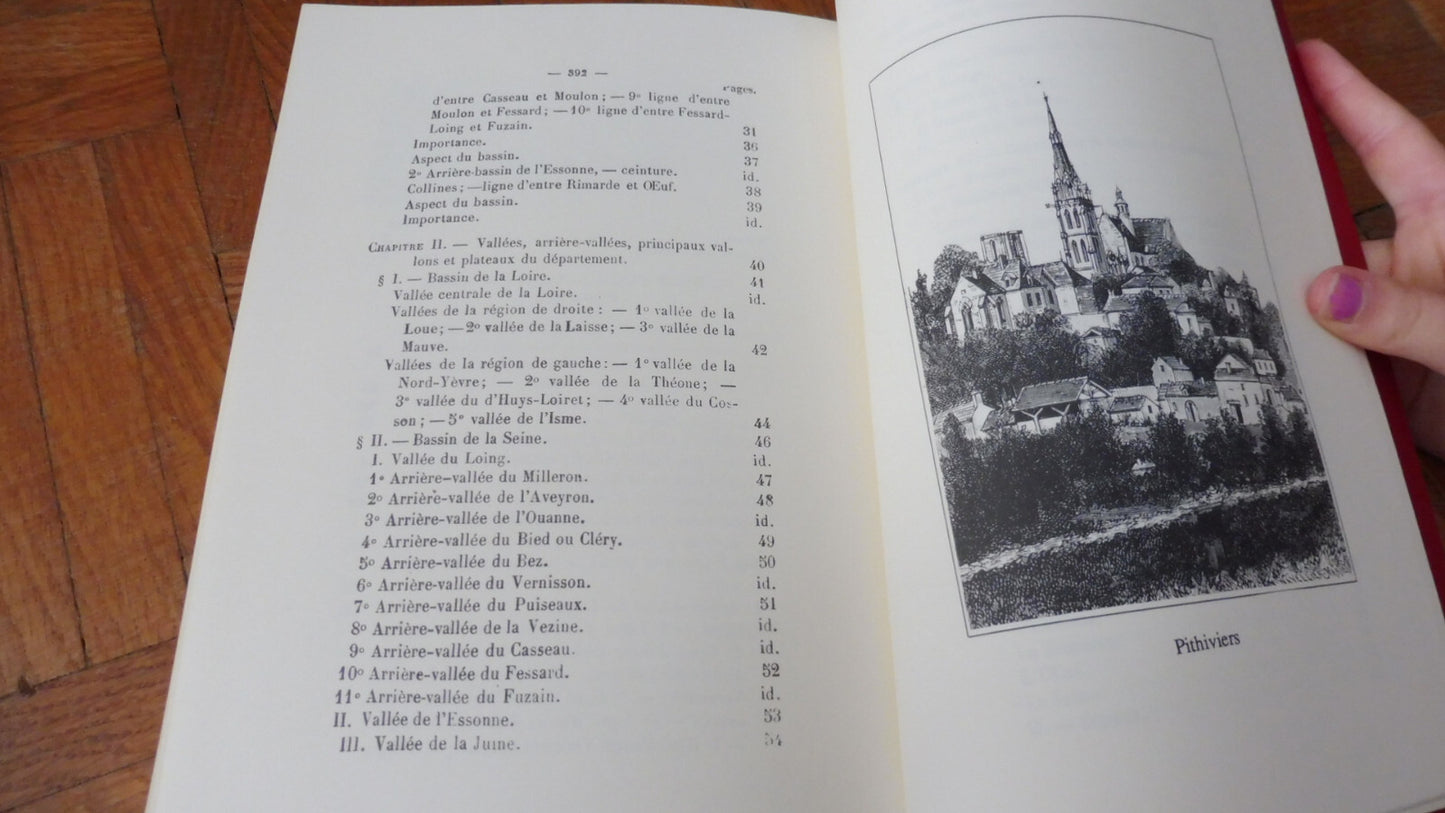 — 392 —
Pages.
d'entre Casseau et Moulon; — 9º ligne d'entre
Moulon et Fessard; — 10º ligne d'entre Fessard-
Loing et Fuzain. 31
Importance. 36
Aspect du bassin. 37
2º Arrière-bassin de l'Essonne, — ceinture. id.
Collines; — ligne d'entre Rimarde et Œuf. 38
Aspect du bassin. 39
Importance. id.
CHAPITRE II. — Vallées, arrière-vallées, principaux val-
lons et plateaux du département. 40
§ I. — Bassin de la Loire. 41
Vallée centrale de la Loire. id.
Vallées de la région de droite : — 1º vallée de la
Loue; — 2º vallée de la Laisse; — 3º vallée de la
Mauve. 42
Vallées de la région de gauche: — 1º vallée de la
Nord-Yèvre; — 2º vallée de la Théone; —
3º vallée du d'Huys-Loiret; — 4º vallée du Cos-
son; — 5º vallée de l'Isme. 44
§ II. — Bassin de la Seine. 46
I. Vallée du Loing. id.
1º Arrière-vallée du Milleron. 47
2º Arrière-vallée de l'Aveyron. 48
3º Arrière-vallée de l'Ouanne. id.
4º Arrière-vallée du Bied ou Cléry. 49
5º Arrière-vallée du Bez. 50
6º Arrière-vallée du Vernisson. id.
7º Arrière-vallée du Puiseaux. 51
8º Arrière-vallée de la Vezine. id.
9º Arrière-vallée du Casseau. id.
10º Arrière-vallée du Fessard. 52
11º Arrière-vallée du Fuzain. id.
II. Vallée de l'Essonne. 53
III. Vallée de la Juine. 54
Pithiviers